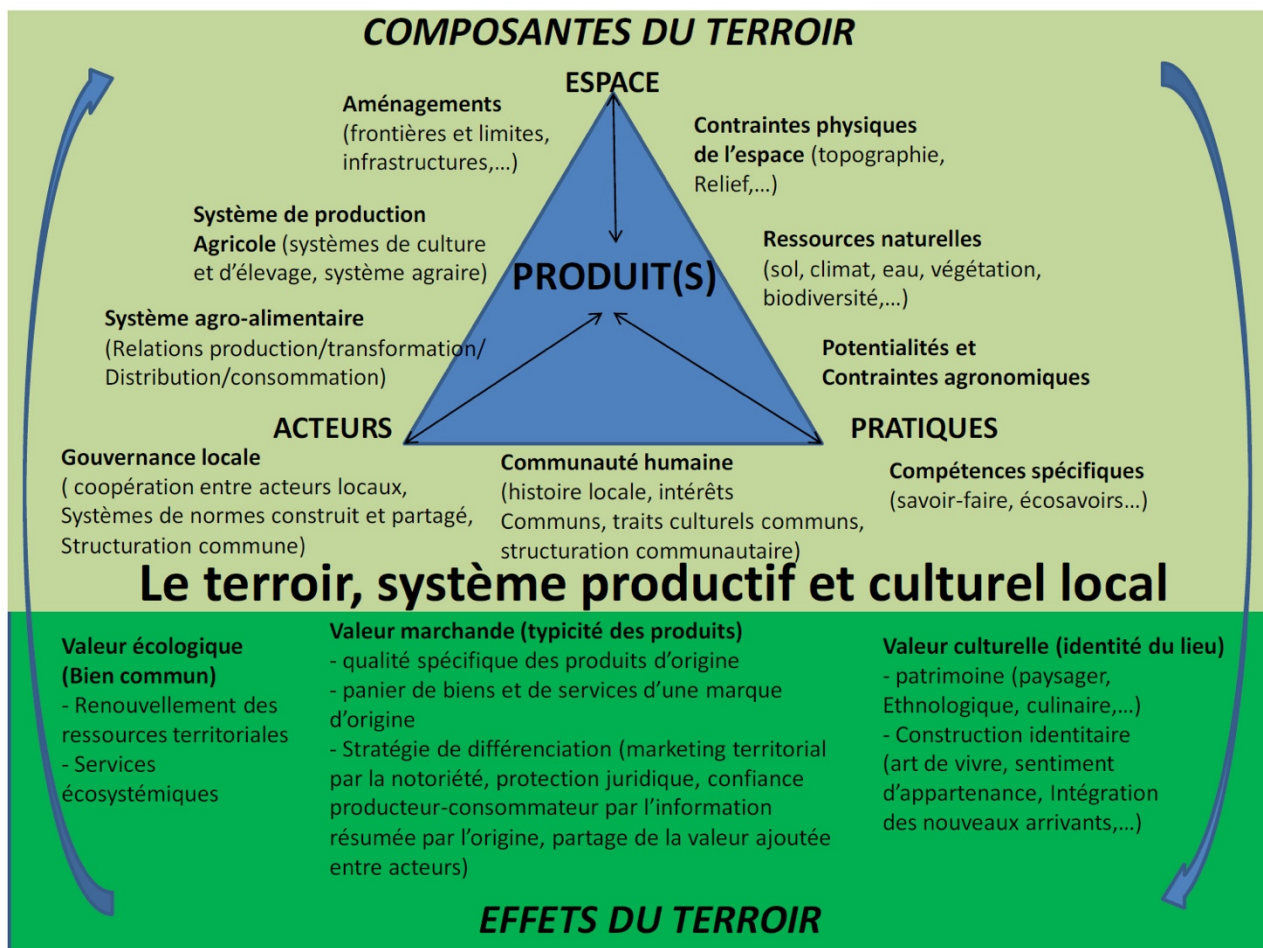 COMPOSANTES DU TERROIR
ESPACE
Aménagements
(frontières et limites,
infrastructures,...)
Contraintes physiques
de l'espace (topographie,
Relief,...)
Système de production
Agricole (systèmes de culture
et d'élevage, système agraire)
Ressources naturelles
(sol, climat, eau, végétation,
biodiversité,...)
PRODUIT(S)
Système agro-alimentaire
(Relations production/transformation/
Distribution/consommation)
Potentialités et
Contraintes agronomiques
ACTEURS
PRATIQUES
Gouvernance locale
( coopération entre acteurs locaux,
Systèmes de normes construit et partagé,
Structuration commune)
Communauté humaine
(histoire locale, intérêts
Communs, traits culturels communs,
structuration communautaire)
Compétences spécifiques
(savoir-faire, écosavoirs...)
Le terroir, système productif et culturel local
Valeur écologique
(Bien commun)
- Renouvellement des
ressources territoriales
- Services
écosystémiques
Valeur marchande (typicité des produits)
- qualité spécifique des produits d'origine
- panier de biens et de services d'une marque
d'origine
- Stratégie de différenciation (marketing territorial
par la notoriété, protection juridique, confiance
producteur-consommateur par l'information
résumée par l'origine, partage de la valeur ajoutée
entre acteurs)
Valeur culturelle (identité du lieu)
- patrimoine (paysager,
Ethnologique, culinaire,...)
- Construction identitaire
(art de vivre, sentiment
d'appartenance, Intégration
des nouveaux arrivants,...)
EFFETS DU TERROIR